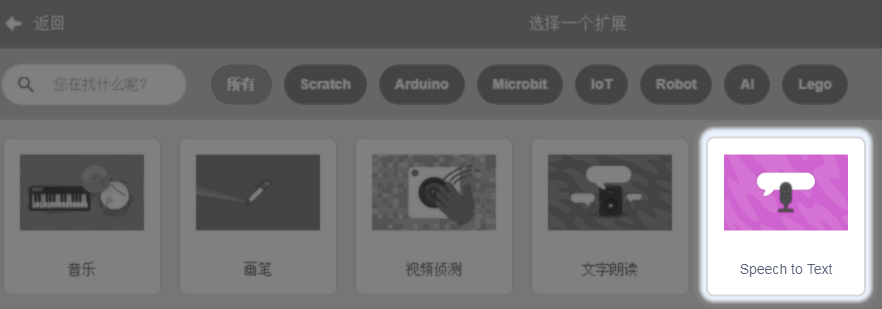 返回 选择一个扩展
您在找什么呢? 所有 Scratch Arduino Microbit IoT Robot AI Lego
音乐 画笔 视频侦测 文字朗读 Speech to Text